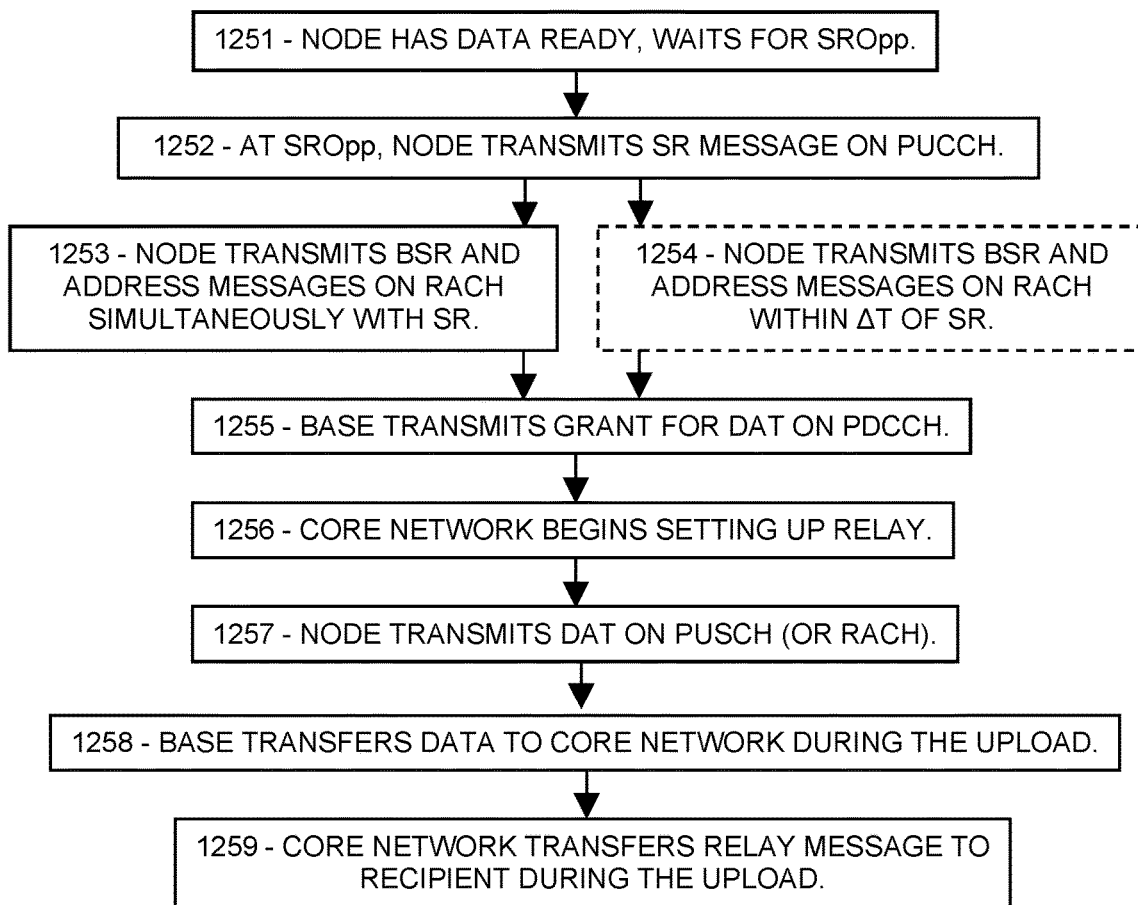 1251 - NODE HAS DATA READY, WAITS FOR SROpp.
1252 - AT SROpp, NODE TRANSMITS SR MESSAGE ON PUCCH.
1253 - NODE TRANSMITS BSR AND
ADDRESS MESSAGES ON RACH
SIMULTANEOUSLY WITH SR.
1254 - NODE TRANSMITS BSR AND
ADDRESS MESSAGES ON RACH
WITHIN ΔT OF SR.
1255 - BASE TRANSMITS GRANT FOR DAT ON PDCCH.
1256 - CORE NETWORK BEGINS SETTING UP RELAY.
1257 - NODE TRANSMITS DAT ON PUSCH (OR RACH).
1258 - BASE TRANSFERS DATA TO CORE NETWORK DURING THE UPLOAD.
1259 - CORE NETWORK TRANSFERS RELAY MESSAGE TO
RECIPIENT DURING THE UPLOAD.